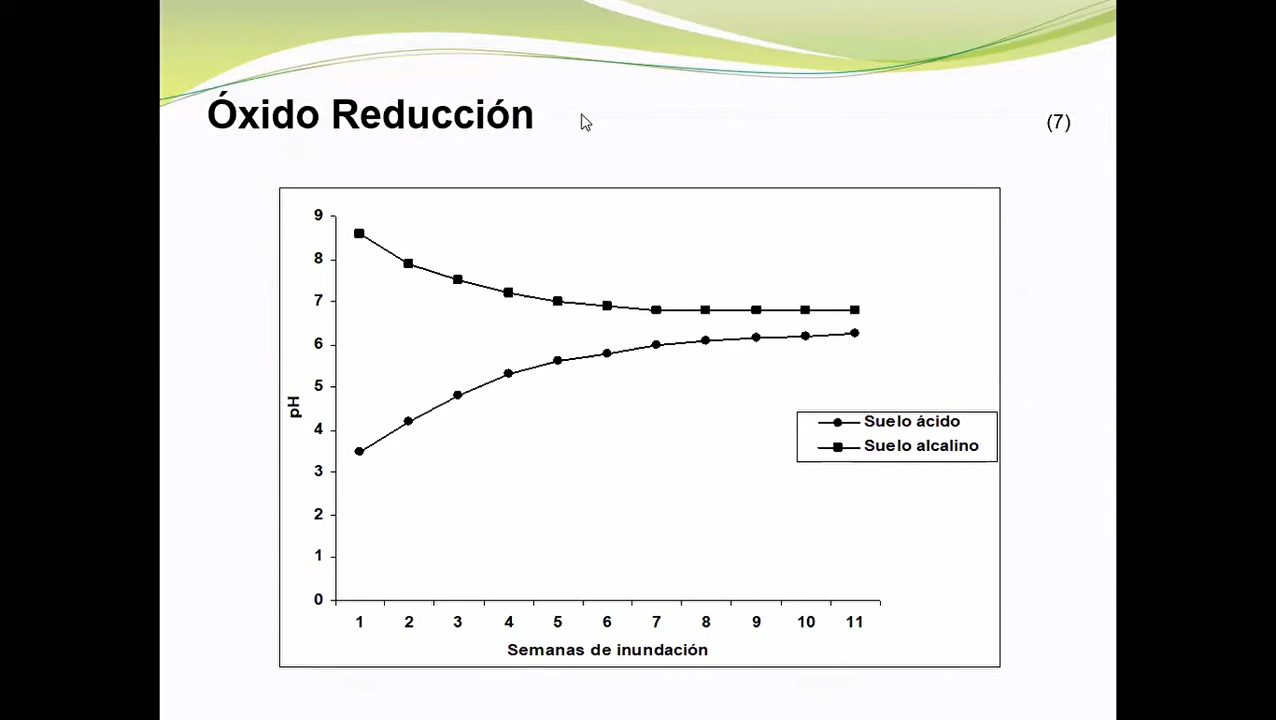 Óxido Reducción
(7)
9
8
7
6
5
4
3
2
1
0
pH
Suelo ácido
Suelo alcalino
1 2 3 4 5 6 7 8 9 10 11
Semanas de inundación